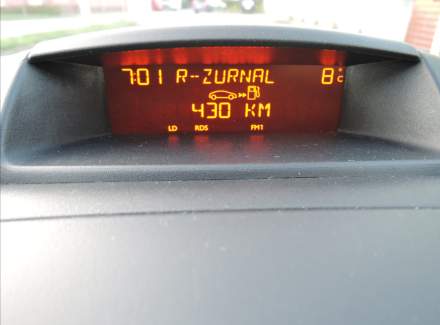 7:01 R-ZURNAL 8°C
430 KM
LD RDS FM1